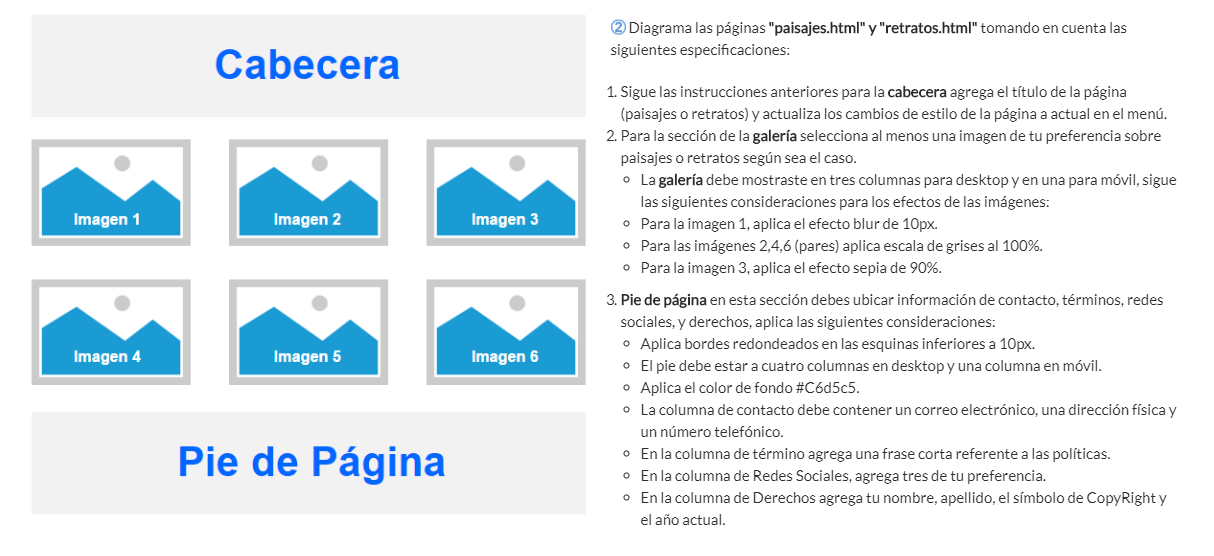 Cabecera
Imagen 1
Imagen 2
Imagen 3
Imagen 4
Imagen 5
Imagen 6
Pie de Página
② Diagrama las páginas "paisajes.html" y "retratos.html" tomando en cuenta las
siguientes especificaciones:
1. Sigue las instrucciones anteriores para la cabecera agrega el título de la página
(paisajes o retratos) y actualiza los cambios de estilo de la página a actual en el menú.
2. Para la sección de la galería selecciona al menos una imagen de tu preferencia sobre
paisajes o retratos según sea el caso.
○ La galería debe mostraste en tres columnas para desktop y en una para móvil, sigue
las siguientes consideraciones para los efectos de las imágenes:
○ Para la imagen 1, aplica el efecto blur de 10px.
○ Para las imágenes 2,4,6 (pares) aplica escala de grises al 100%.
○ Para la imagen 3, aplica el efecto sepia de 90%.
3. Pie de página en esta sección debes ubicar información de contacto, términos, redes
sociales, y derechos, aplica las siguientes consideraciones:
○ Aplica bordes redondeados en las esquinas inferiores a 10px.
○ El pie debe estar a cuatro columnas en desktop y una columna en móvil.
○ Aplica el color de fondo #C6d5c5.
○ La columna de contacto debe contener un correo electrónico, una dirección física y
un número telefónico.
○ En la columna de término agrega una frase corta referente a las políticas.
○ En la columna de Redes Sociales, agrega tres de tu preferencia.
○ En la columna de Derechos agrega tu nombre, apellido, el símbolo de CopyRight y
el año actual.